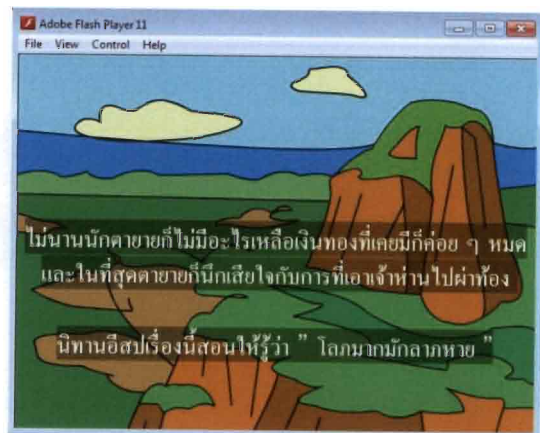 Adobe Flash Player 11
File View Control Help
ไม่นานนักตายายก็ไม่มีอะไรเหลือเงินทองที่เคยมีก็ค่อย ๆ หมด
และในที่สุดตายายก็นึกเสียใจกับการที่เอาเจ้าห่านไปผ่าท้อง
นิทานอีสปเรื่องนี้สอนให้รู้ว่า " โลภมากมักลาภหาย "